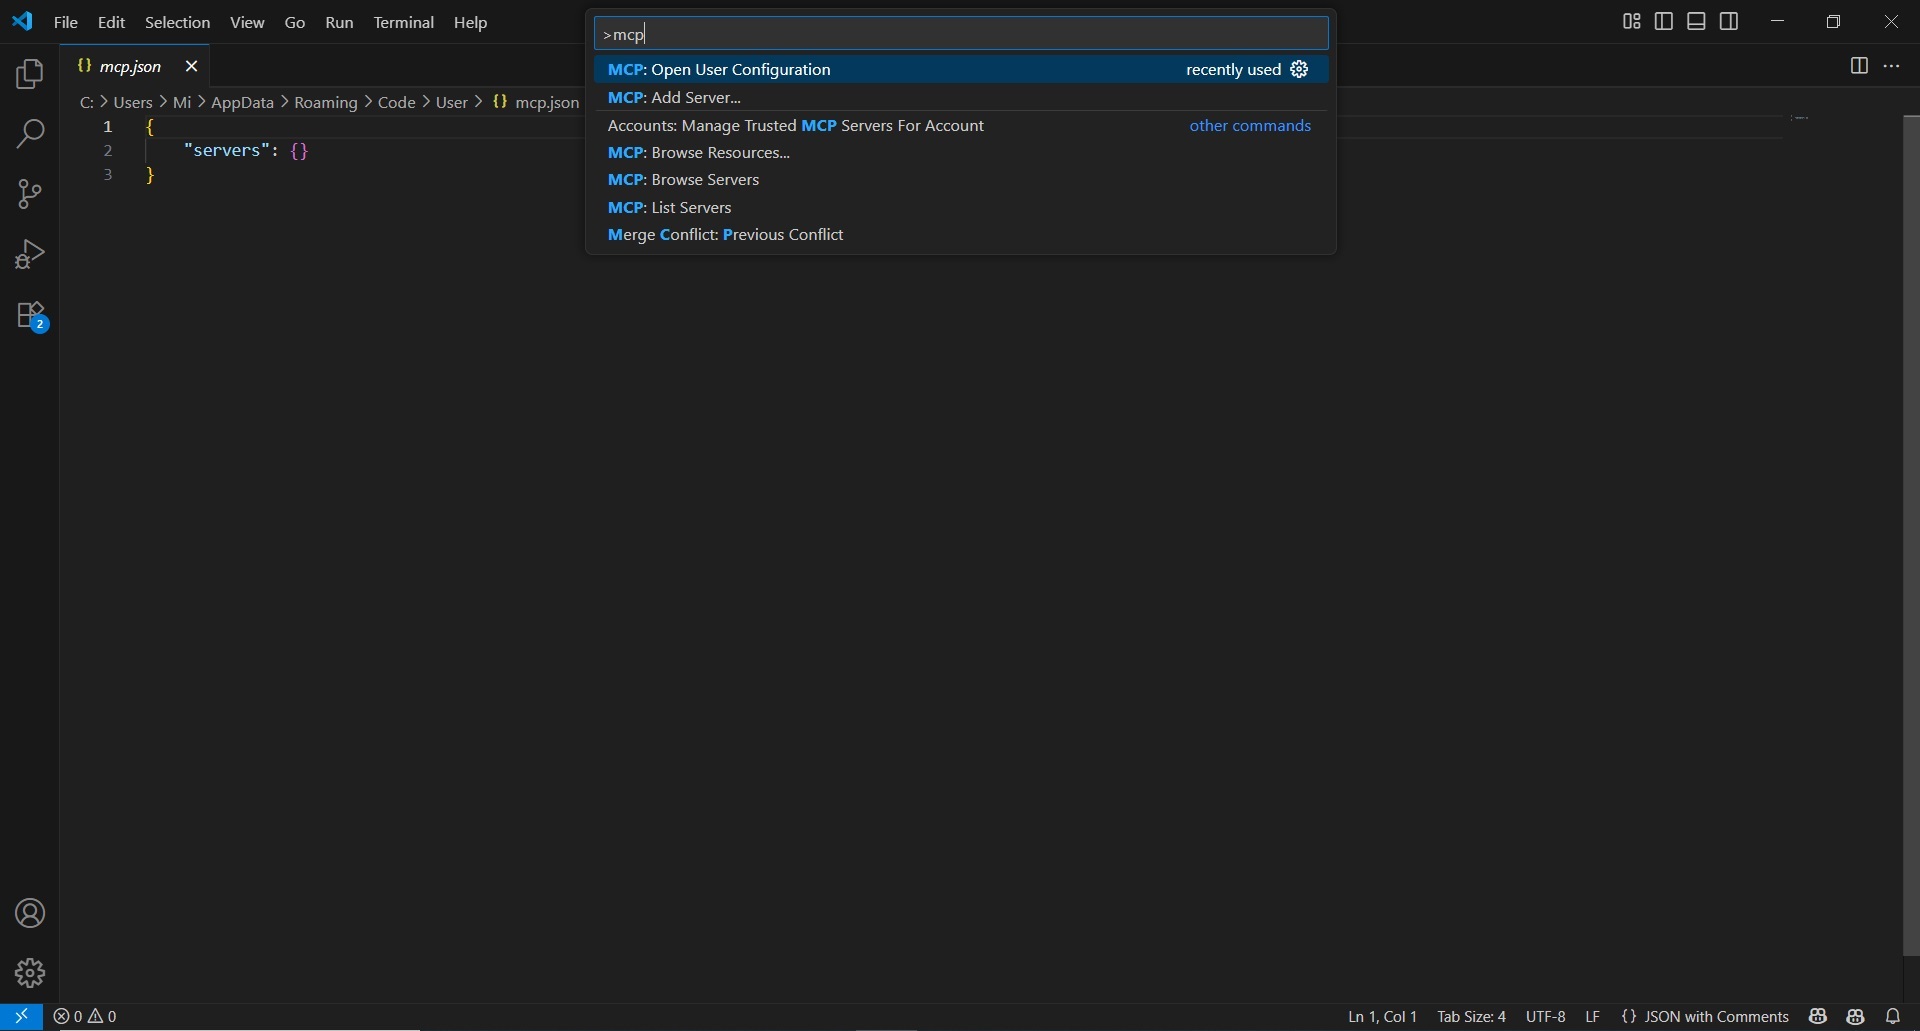 File Edit Selection View Go Run Terminal Help
>mcp
mcp.json
MCP: Open User Configuration recently used
MCP: Add Server...
Accounts: Manage Trusted MCP Servers For Account other commands
MCP: Browse Resources...
MCP: Browse Servers
MCP: List Servers
Merge Conflict: Previous Conflict
C: > Users > Mi > AppData > Roaming > Code > User > {} mcp.json
1 {
2 "servers": {}
3 }
2
0 0 Ln 1, Col 1 Tab Size: 4 UTF-8 LF {} JSON with Comments